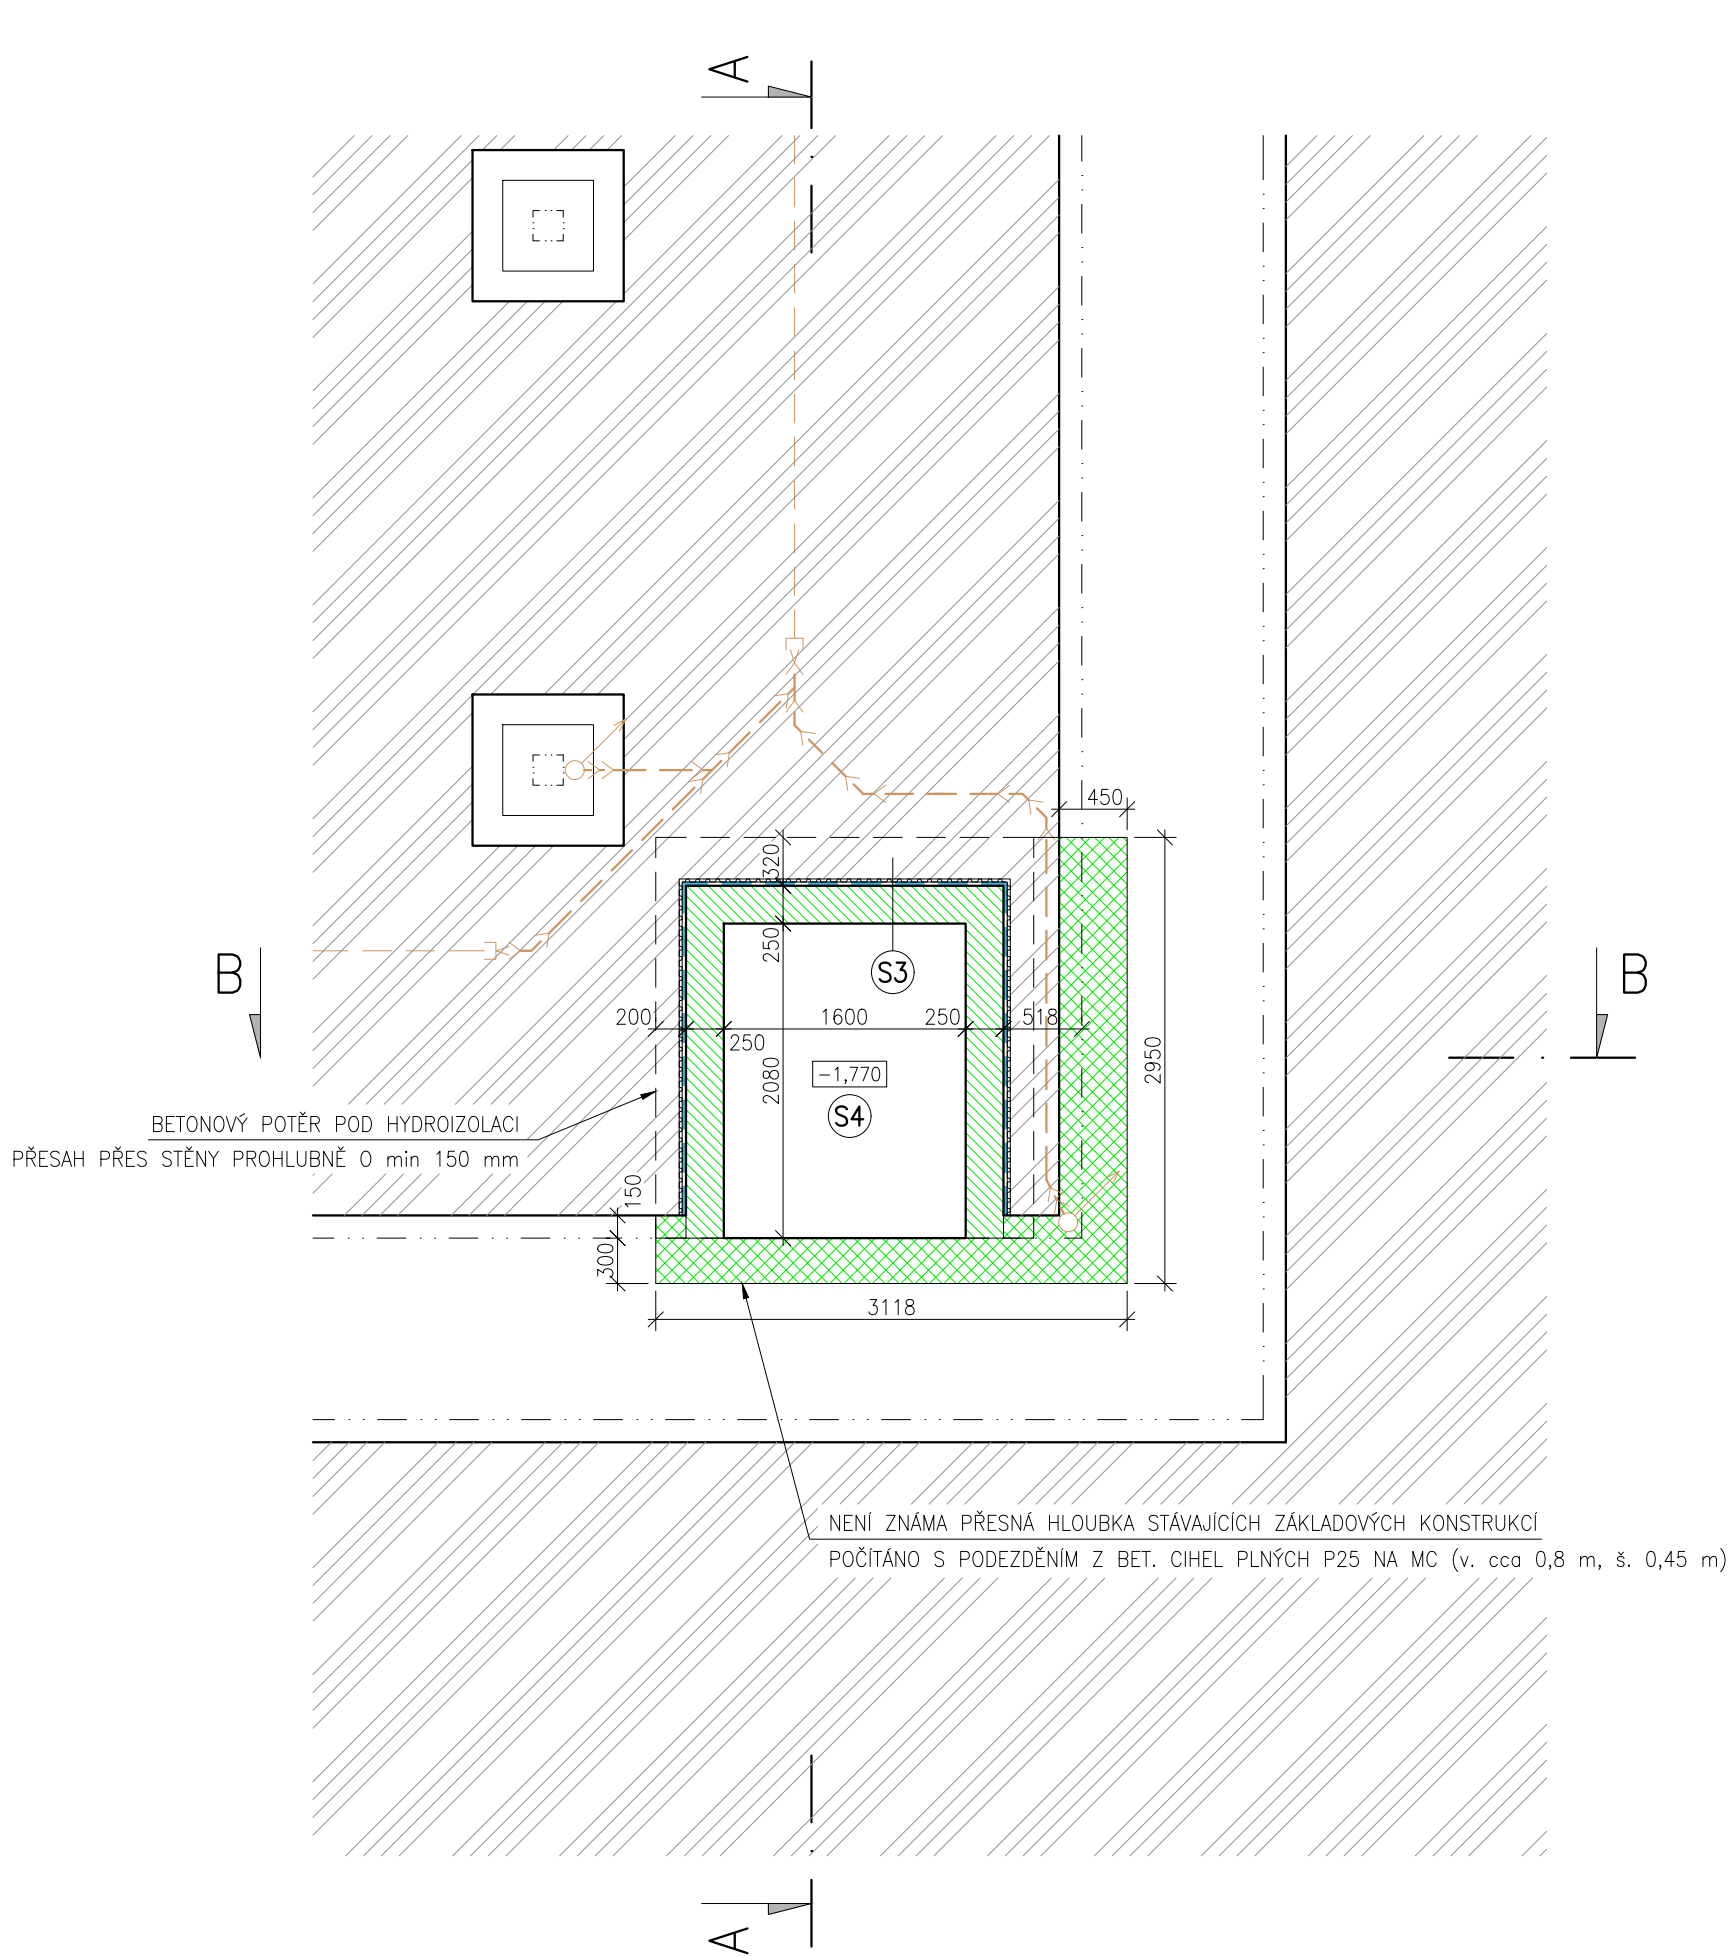 A
450
320
250
S3
B
B
200
1600
250
518
250
2080
2950
-1,770
S4
BETONOVÝ POTĚR POD HYDROIZOLACI
PŘESAH PŘES STĚNY PROHLUBNĚ O min 150 mm
150
300
3118
NENÍ ZNÁMA PŘESNÁ HLOUBKA STÁVAJÍCÍCH ZÁKLADOVÝCH KONSTRUKCÍ
POČÍTÁNO S PODEZDĚNÍM Z BET. CIHEL PLNÝCH P25 NA MC (v. cca 0,8 m, š. 0,45 m)
A